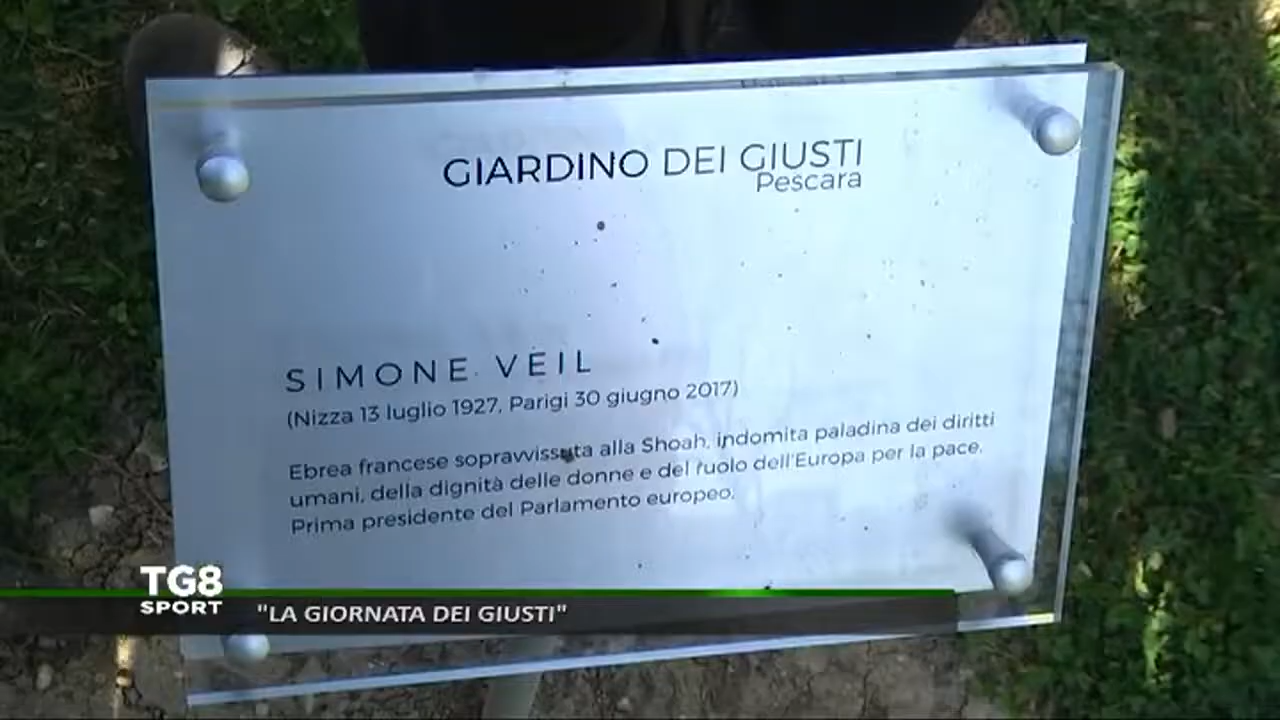 GIARDINO DEI GIUSTI
Pescara
SIMONE VEIL
(Nizza 13 luglio 1927, Parigi 30 giugno 2017)
Ebrea francese sopravvissuta alla Shoah, indomita paladina dei diritti
umani, della dignità delle donne e del ruolo dell'Europa per la pace.
Prima presidente del Parlamento europeo.
TG8
SPORT
"LA GIORNATA DEI GIUSTI"